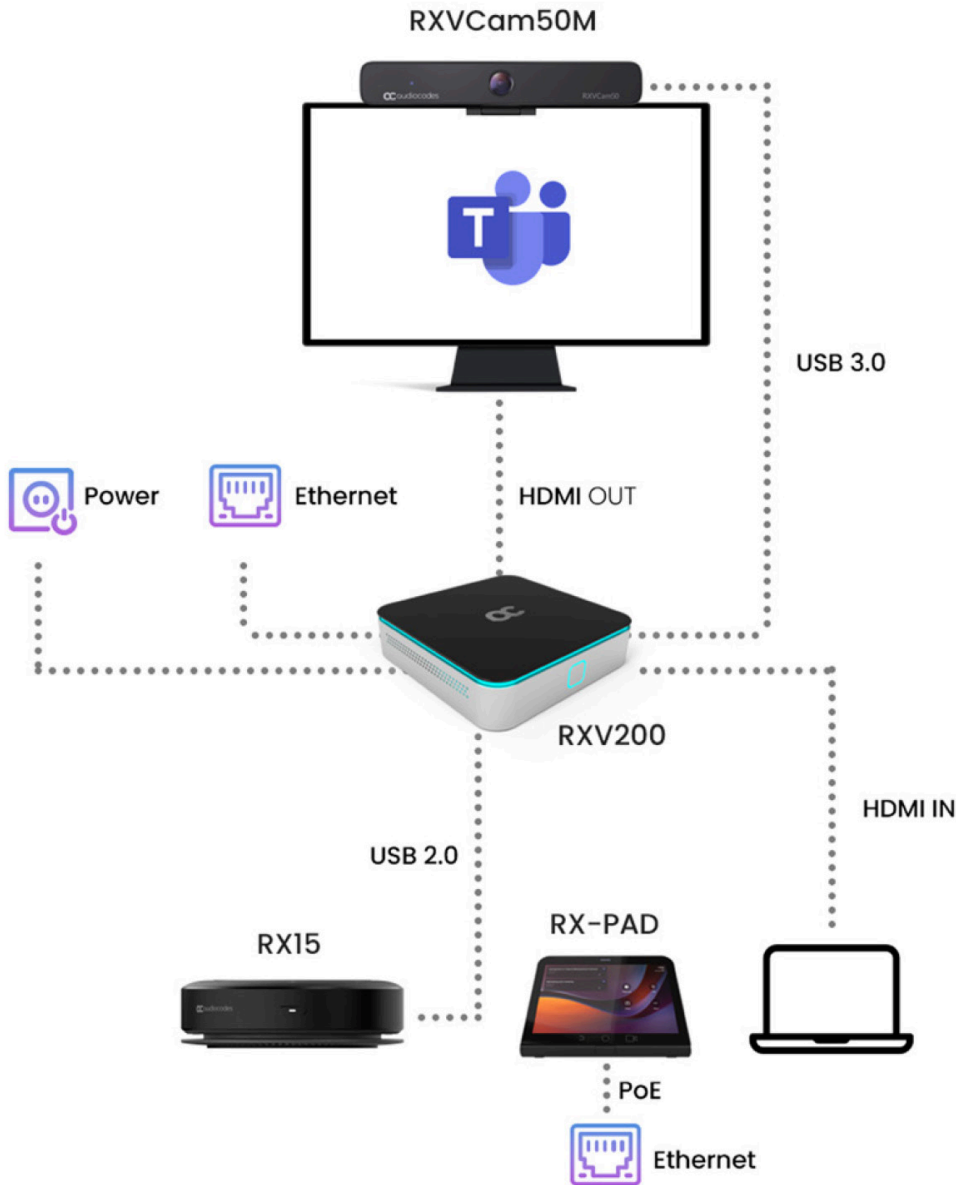 RXVCam50M
audiocodes
RXVCam50
T
USB 3.0
Power
Ethernet
HDMI OUT
RXV200
HDMI IN
USB 2.0
RX-PAD
RX15
audiocodes
PoE
Ethernet